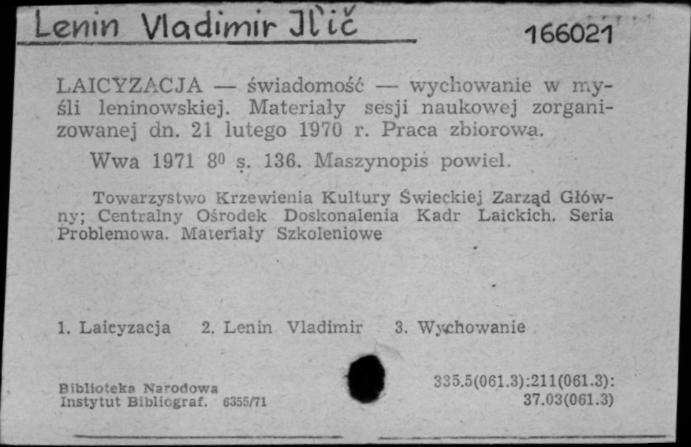 Lenin Vladimir Il'ič
166021
LAICYZACJA — świadomość — wychowanie w my-
śli leninowskiej. Materiały sesji naukowej zorgani-
zowanej dn. 21 lutego 1970 r. Praca zbiorowa.
Wwa 1971 8⁰ s. 136. Maszynopis powiel.
Towarzystwo Krzewienia Kultury Świeckiej Zarząd Głów-
ny; Centralny Ośrodek Doskonalenia Kadr Laickich. Seria
Problemowa. Materiały Szkoleniowe
1. Laicyzacja 2. Lenin Vladimir 3. Wychowanie
Biblioteka Narodowa
Instytut Bibliograf. 6355/71
335.5(061.3):211(061.3):
37.03(061.3)